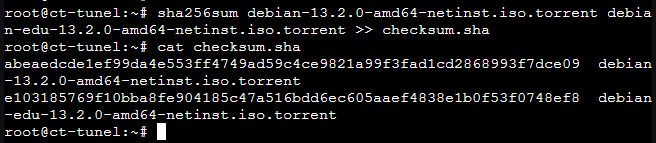 root@ct-tunel:~# sha256sum debian-13.2.0-amd64-netinst.iso.torrent debia
n-edu-13.2.0-amd64-netinst.iso.torrent >> checksum.sha
root@ct-tunel:~# cat checksum.sha
abeaedcde1ef99da4e553ff4749ad59c4ce9821a99f3fad1cd2868993f7dce09  debian
-13.2.0-amd64-netinst.iso.torrent
e103185769f10bba8fe904185c47a516bdd6ec605aaef4838e1b0f53f0748ef8  debian
-edu-13.2.0-amd64-netinst.iso.torrent
root@ct-tunel:~#